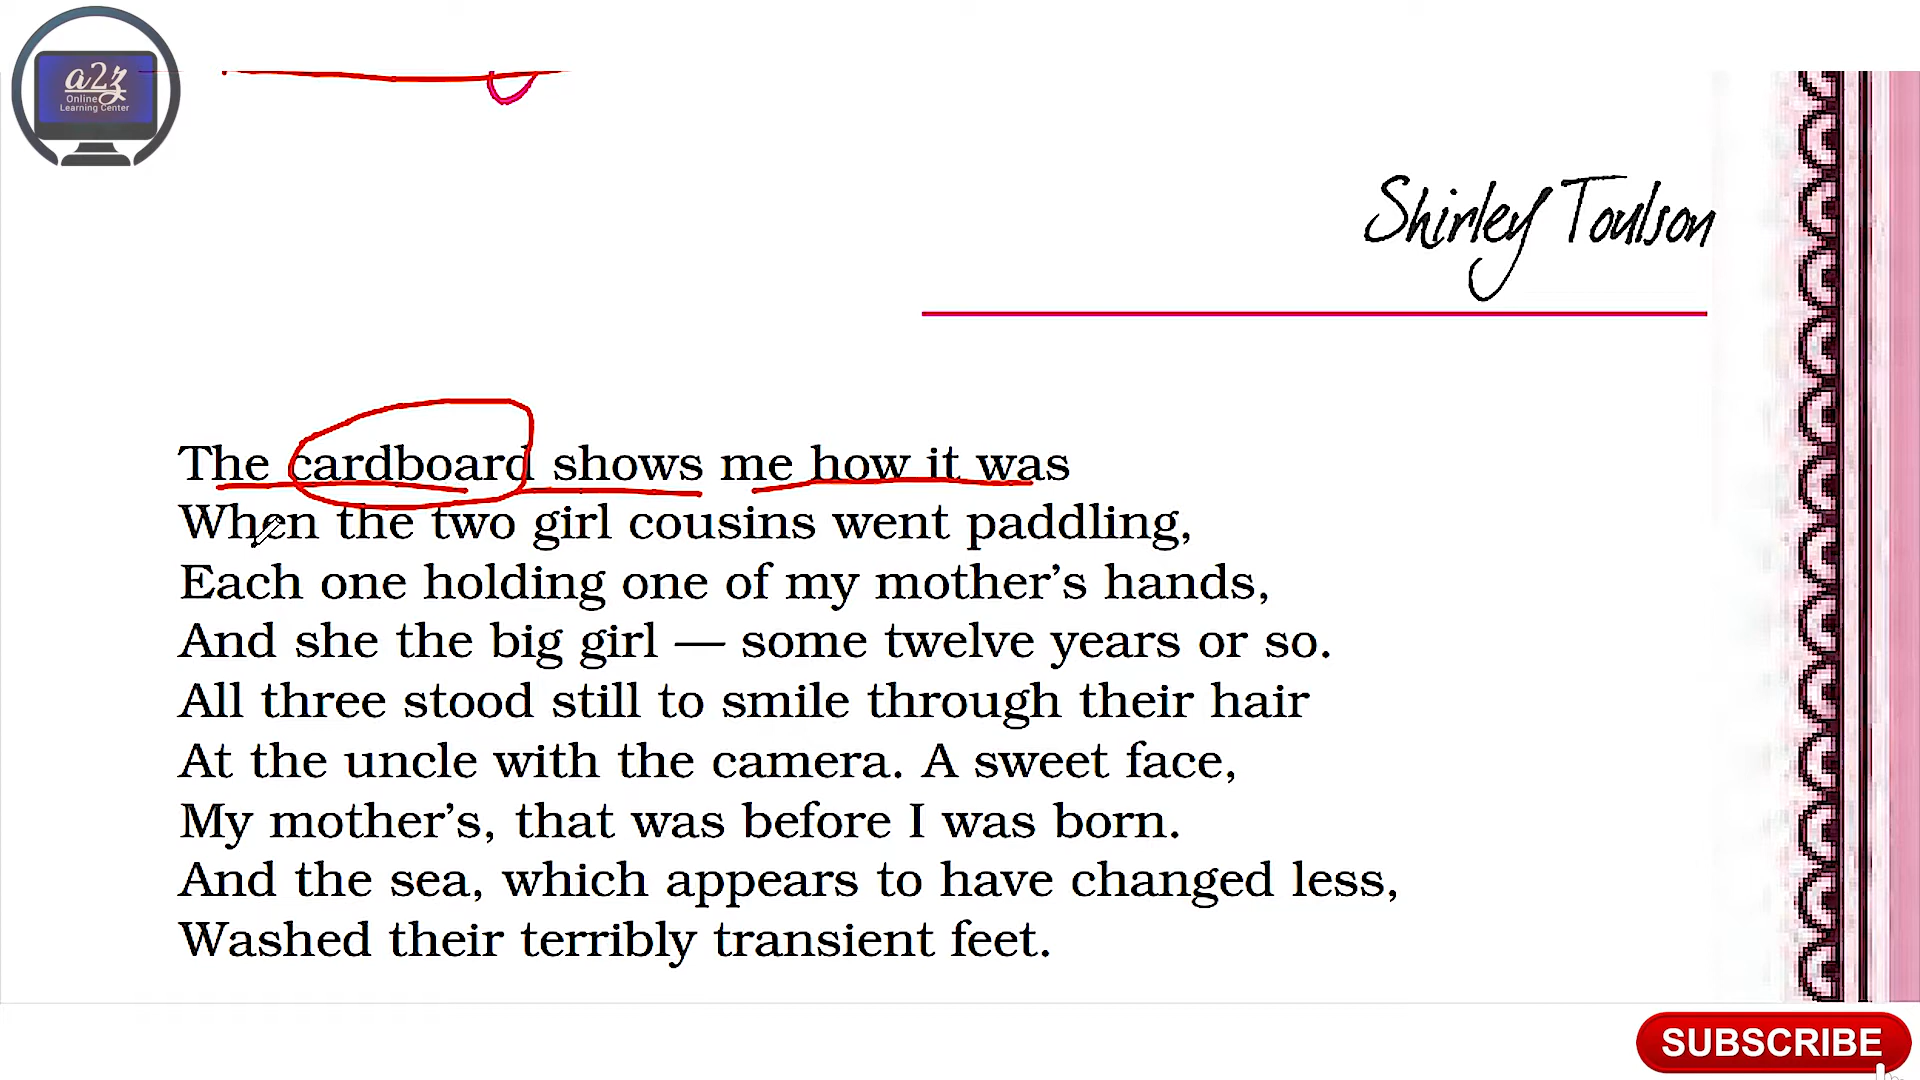 a2z
Online
Learning Center
Shirley Toulson
The cardboard shows me how it was
When the two girl cousins went paddling,
Each one holding one of my mother’s hands,
And she the big girl — some twelve years or so.
All three stood still to smile through their hair
At the uncle with the camera. A sweet face,
My mother’s, that was before I was born.
And the sea, which appears to have changed less,
Washed their terribly transient feet.
SUBSCRIBE